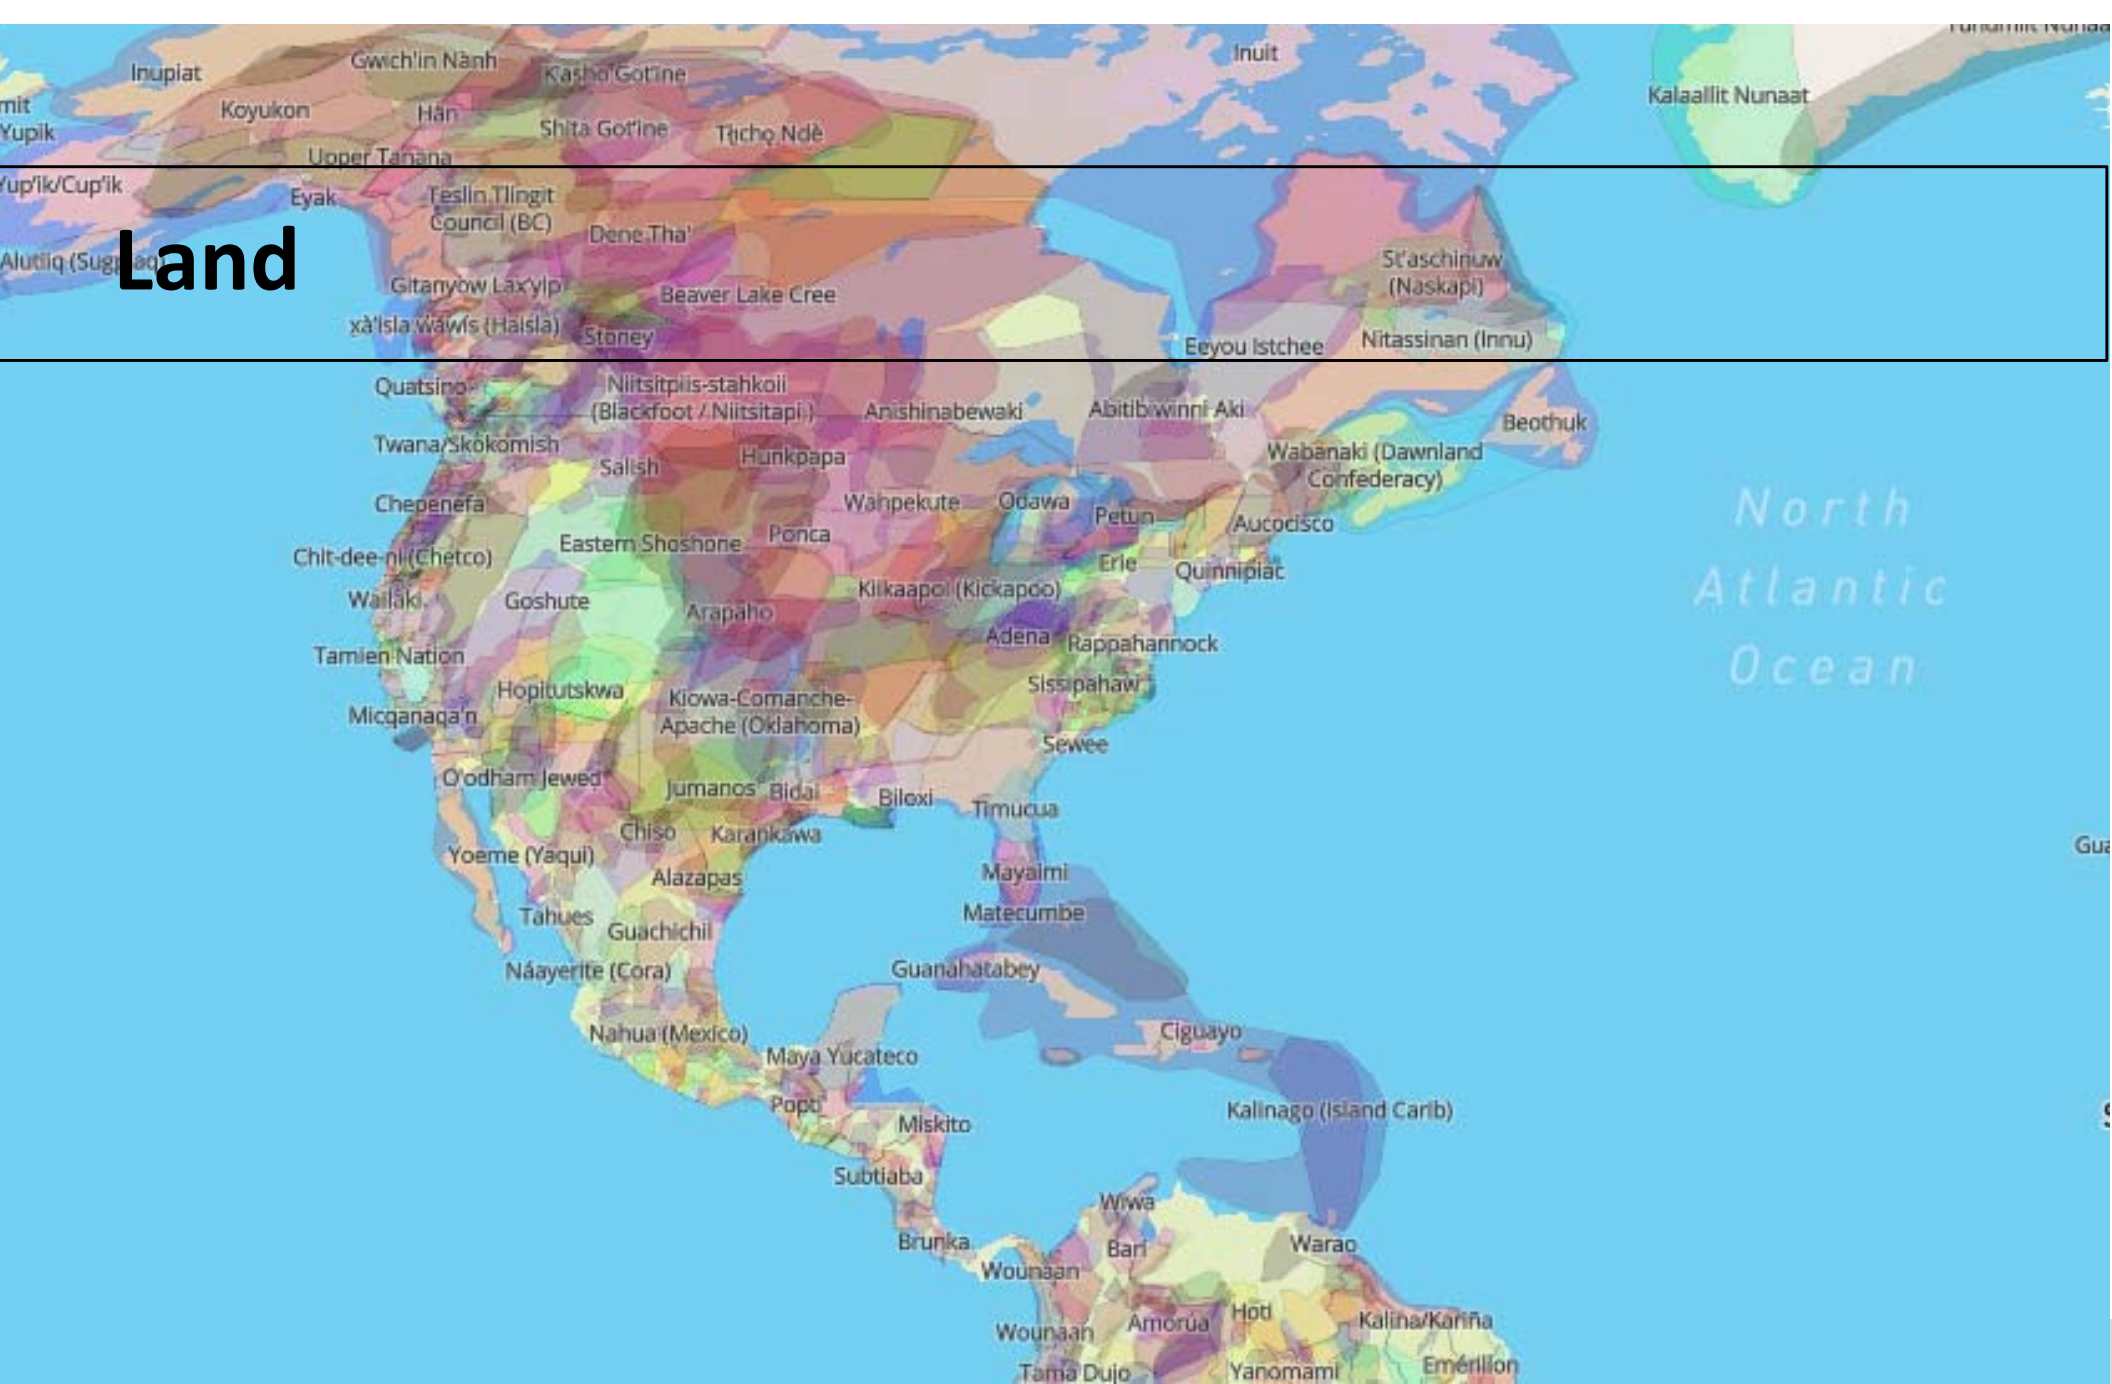 Inuit
Gwich'in Nành
Inupiat
K'asho Got'ine
Kalaallit Nunaat
Koyukon
Hän
Shita Got'ine
Tłı̨chǫ Ndè
Yupik
Upper Tanana
Yup'ik/Cup'ik
Eyak
Teslin Tlingit
Council (BC)
Dene Tha'
Land
St'aschinuw
(Naskapi)
Gitanyow Lax'yip
Beaver Lake Cree
xà'isla wawis (Haisla)
Stoney
Eeyou Istchee
Nitassinan (Innu)
Quatsino
Niitsitpiis-stahkoii
(Blackfoot / Niitsitapi )
Anishinabewaki
Abitibiwinni Aki
Beothuk
Twana/Skokomish
Salish
Hunkpapa
Wabanaki (Dawnland
Confederacy)
Chepenefa
Wahpekute
Odawa
Petun
Aucocisco
North
Atlantic
Ocean
Chit-dee-ni (Chetco)
Eastern Shoshone
Ponca
Erie
Quinnipiac
Wailaki
Goshute
Arapaho
Kiikaapoi (Kickapoo)
Tamien Nation
Adena
Rappahannock
Hopitutskwa
Sissipahaw
Micqanaqa'n
Kiowa-Comanche-
Apache (Oklahoma)
Sewee
O'odham Jewed
Jumanos
Bidai
Biloxi
Timucua
Chiso
Karankawa
Yoeme (Yaqui)
Alazapas
Mayaimi
Tahues
Guachichil
Matecumbe
Náayerite (Cora)
Guanahatabey
Nahua (Mexico)
Maya Yucateco
Ciguayo
Popti'
Miskito
Kalinago (Island Carib)
Subtiaba
Wiwa
Brunka
Bari
Warao
Wounaan
Hoti
Amorúa
Kalina/Kariña
Wounaan
Tama Dujo
Yanomami
Emérillon